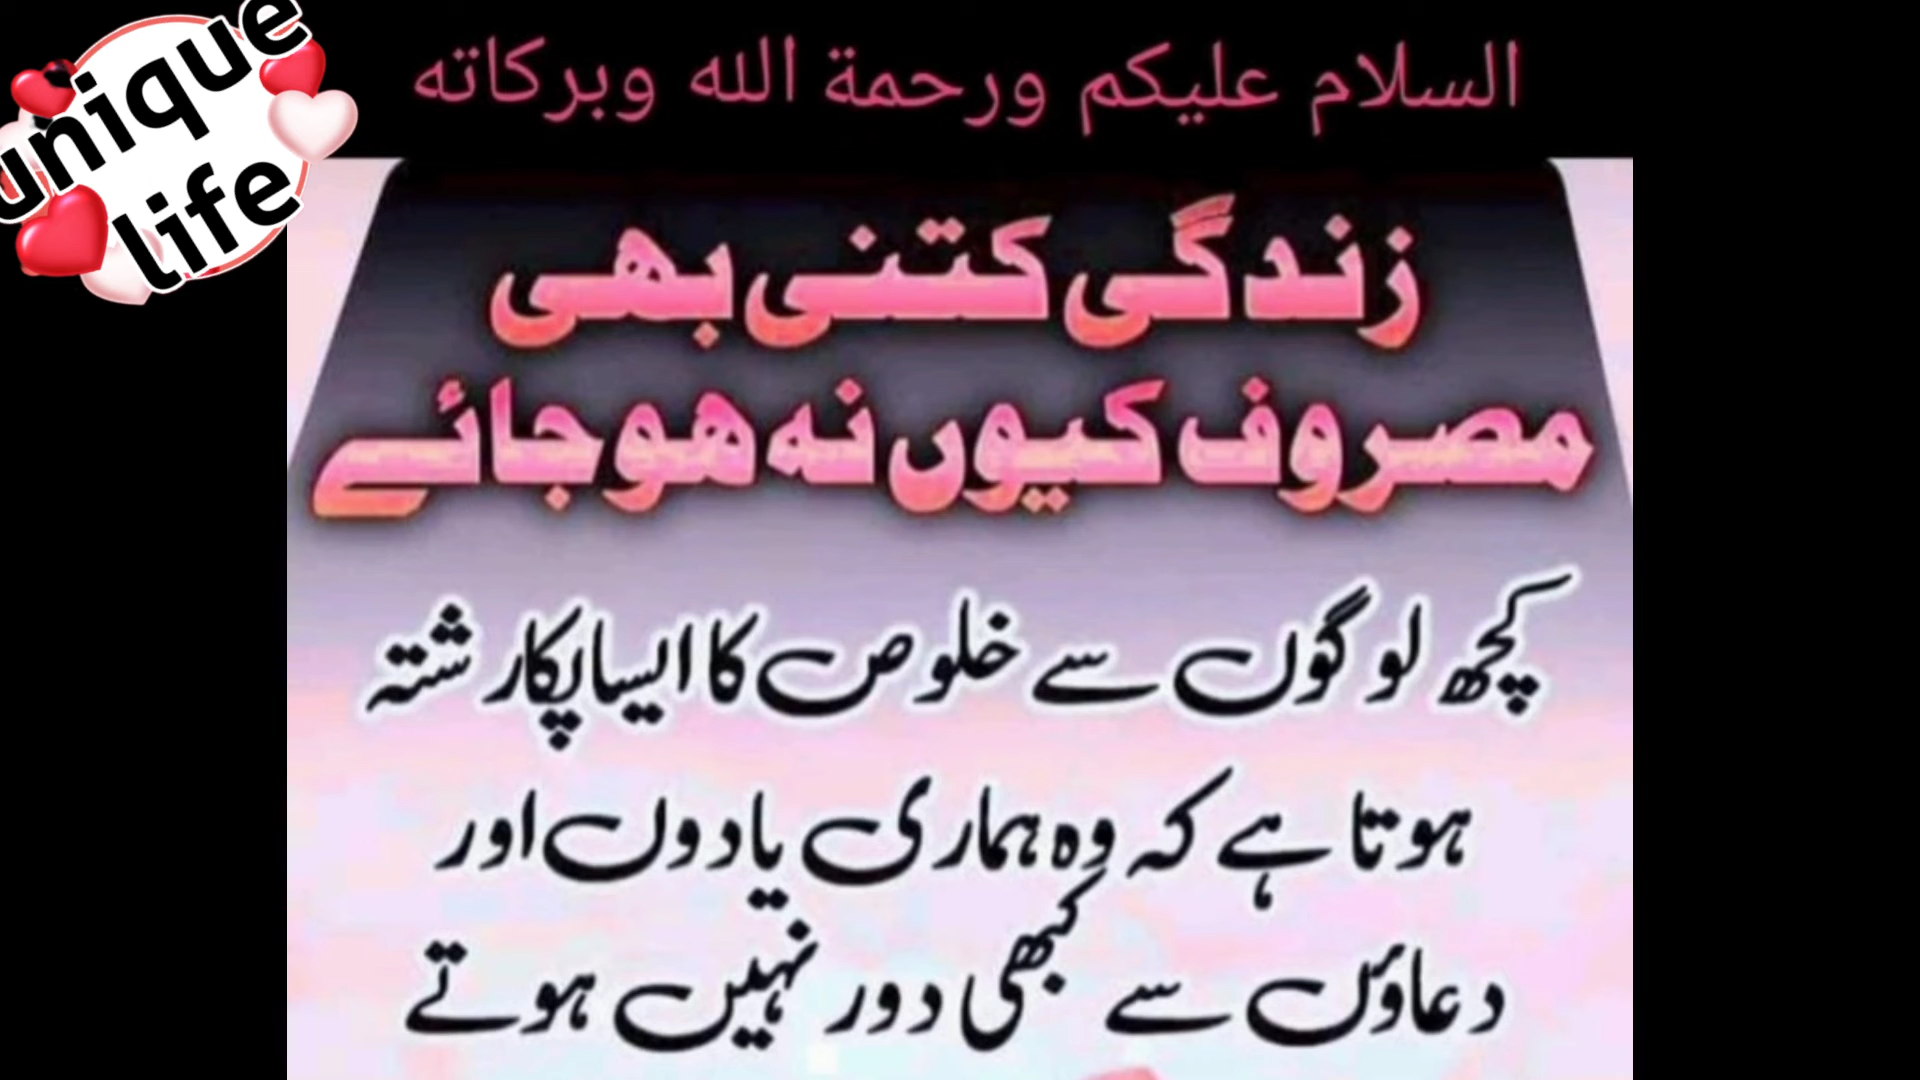 unique
life
السلام عليكم ورحمة الله وبركاته
زندگی کتنی بھی
مصروف کیوں نہ ہو جائے
کچھ لوگوں سے خلوص کا ایسا پکا رشتہ
ہوتا ہے کہ وہ ہماری یادوں اور
دعاؤں سے کبھی دور نہیں ہوتے